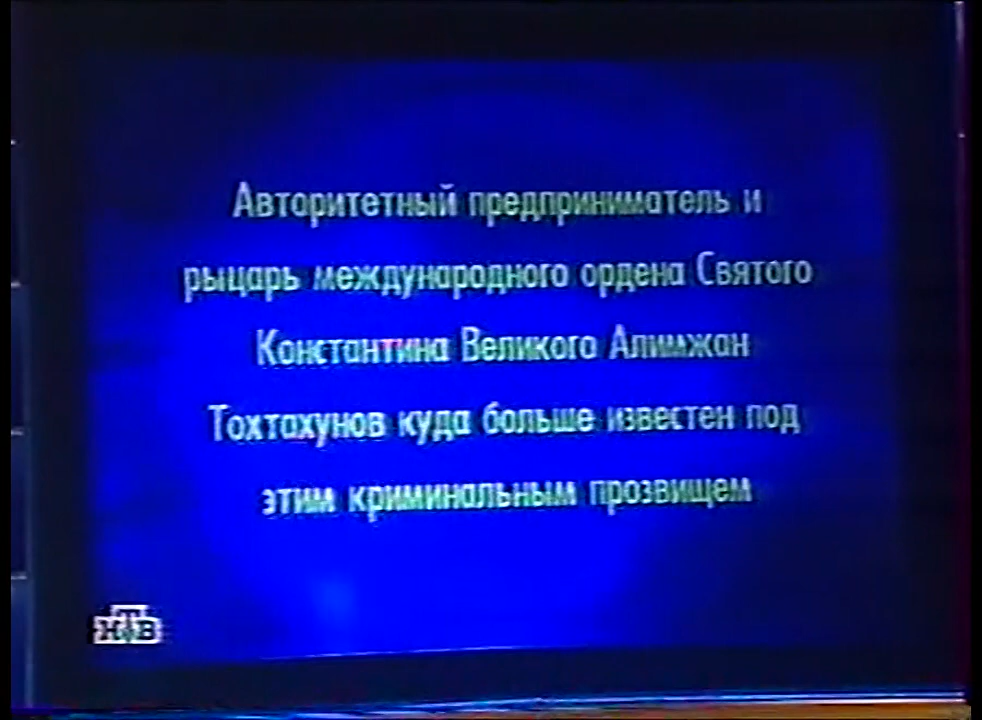 Авторитетный предприниматель и
рыцарь международного ордена Святого
Константина Великого Алимжан
Тохтахунов куда больше известен под
этим криминальным прозвищем
НТВ